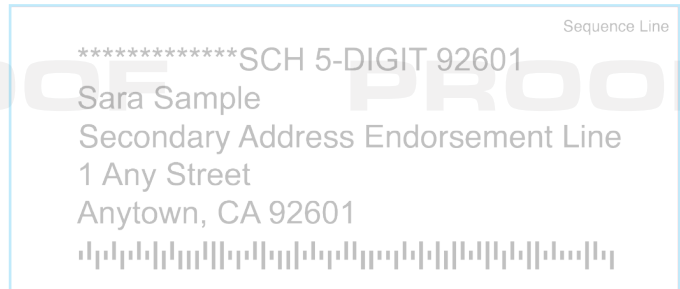 Sequence Line
*************SCH 5-DIGIT 92601
PROOF PROOF
Sara Sample
Secondary Address Endorsement Line
1 Any Street
Anytown, CA 92601